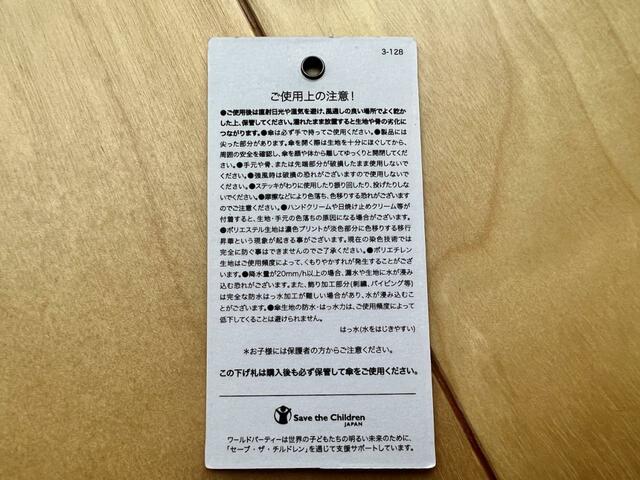 3-128
ご使用上の注意！
●ご使用後は直射日光や湿気を避け、風通しの良い場所でよく乾か
した上、保管してください。濡れたまま放置すると生地や骨の劣化に
つながります。●傘は必ず手で持ってご使用ください。●製品には
尖った部分があります。傘を開く際は生地を十分にほぐしてから、
周囲の安全を確認し、傘を顔や体から離してゆっくりと開閉してくだ
さい。●手元や骨、または先端部分が破損したまま使用しないで
ください。●強風時は破損の恐れがございますので使用しないで
ください。●ステッキがわりに使用したり振り回したり、投げたりしな
いでください。●摩擦などにより色落ち、色移りする恐れがございます
のでご注意ください。●ハンドクリームや日焼け止めクリーム等が
付着すると、生地・手元の色落ちの原因になる場合がございます。
●ポリエステル生地は濃色プリントが淡色部分に色移りする移行
昇華という現象が起きる事がございます。現在の染色技術では
完全に防ぐ事はできませんのでご了承ください。●ポリエチレン
生地はご使用頻度によって、くもりやかすれが発生することがござい
ます。●降水量が20mm/h以上の場合、漏水や生地に水が浸み
込む恐れがございます。また、飾り加工部分(刺繍、パイピング等)
は完全な防水はっ水加工が難しい場合があり、水が浸み込むこ
とがございます。●傘生地の防水・はっ水力は、ご使用頻度によって
低下してくることは避けられません。
はっ水(水をはじきやすい)
＊お子様には保護者の方からご注意ください。
この下げ札は購入後も必ず保管して傘をご使用ください。
Save the Children
JAPAN
ワールドパーティーは世界の子どもたちの明るい未来のために、
「セーブ・ザ・チルドレン」を通じて支援サポートしています。